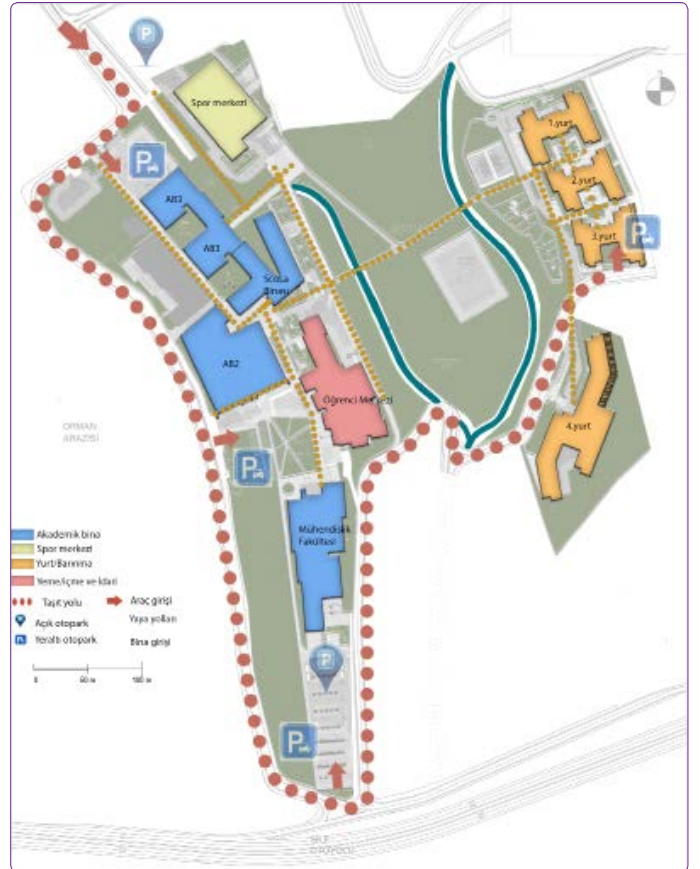 Spor merkezi
1.yurt
2.yurt
3.yurt
AB3
AB3
ScoLa
Binası
AB2
Öğrenci Merkezi
4.yurt
ORMAN
ARAZİSİ
Mühendislik
Fakültesi
Akademik bina
Spor merkezi
Yurt/Barınma
Yeme/içme ve İdari
Taşıt yolu
Araç girişi
Açık otopark
Yaya yolları
Yeraltı otopark
Bina girişi
0 50 m 100 m
P
P
P
P
P
P